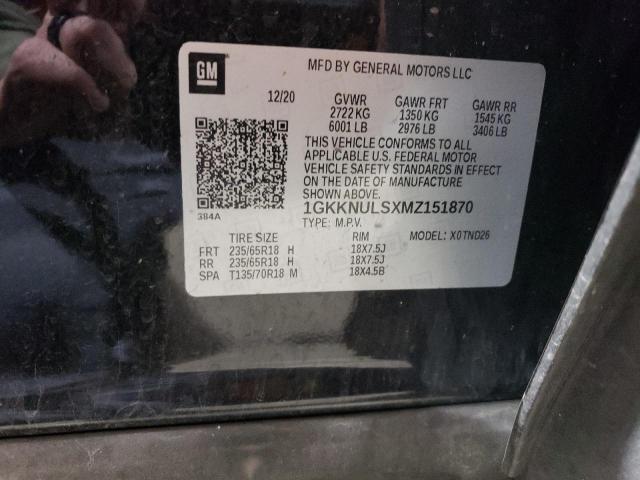 GM
MFD BY GENERAL MOTORS LLC
12/20 GVWR GAWR FRT GAWR RR
2722 KG 1350 KG 1545 KG
6001 LB 2976 LB 3406 LB
THIS VEHICLE CONFORMS TO ALL
APPLICABLE U.S. FEDERAL MOTOR
VEHICLE SAFETY STANDARDS IN EFFECT
ON THE DATE OF MANUFACTURE
SHOWN ABOVE.
384A
1GKKNULSXMZ151870
TYPE: M.P.V. MODEL: X0TND26
TIRE SIZE RIM
FRT 235/65R18 H 18X7.5J
RR 235/65R18 H 18X7.5J
SPA T135/70R18 M 18X4.5B